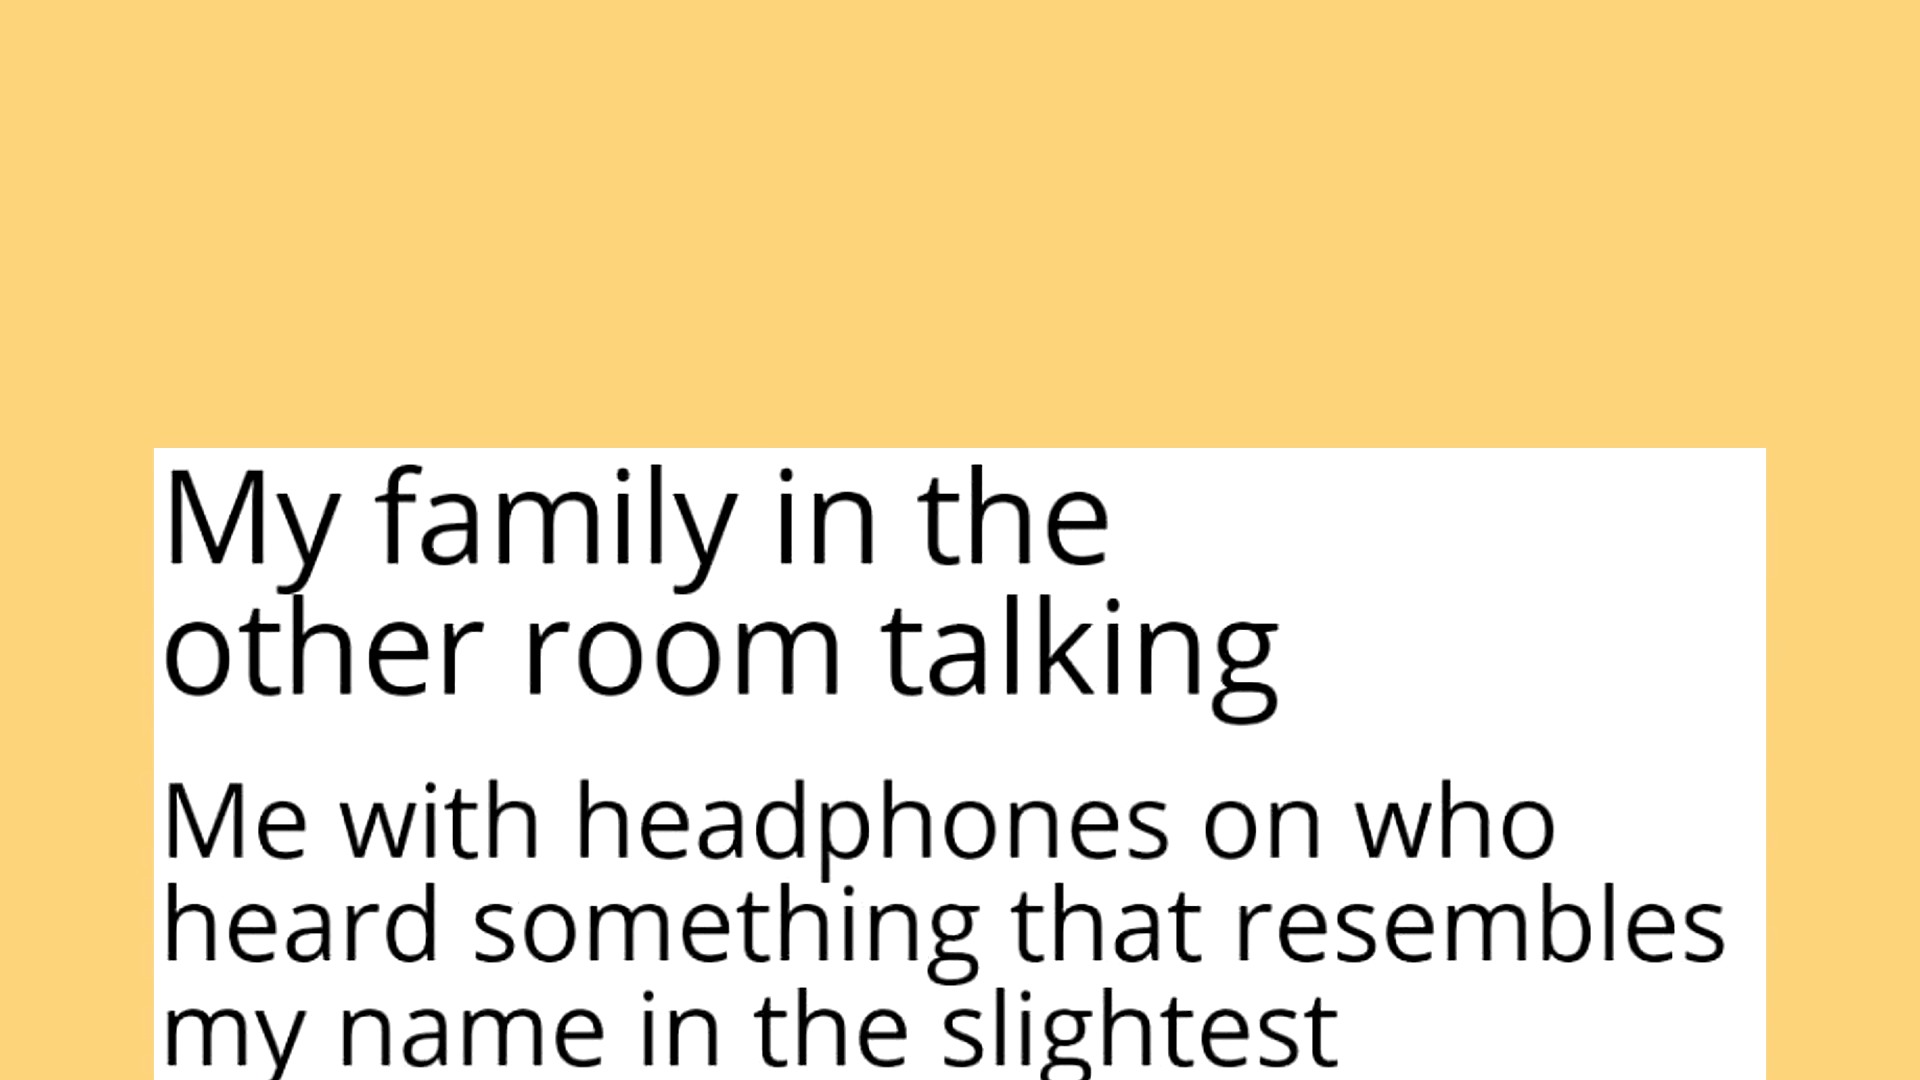 My family in the
other room talking
Me with headphones on who
heard something that resembles
my name in the slightest